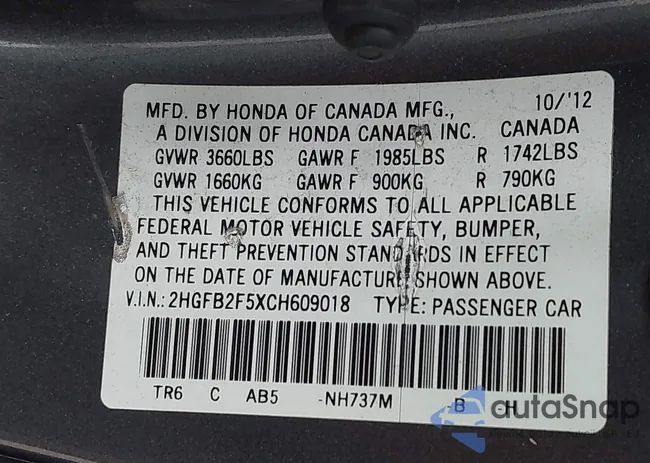 MFD. BY HONDA OF CANADA MFG., 10/'12
A DIVISION OF HONDA CANADA INC. CANADA
GVWR 3660LBS GAWR F 1985LBS R 1742LBS
GVWR 1660KG GAWR F 900KG R 790KG
THIS VEHICLE CONFORMS TO ALL APPLICABLE
FEDERAL MOTOR VEHICLE SAFETY, BUMPER,
AND THEFT PREVENTION STANDARDS IN EFFECT
ON THE DATE OF MANUFACTURE SHOWN ABOVE.
V.I.N.: 2HGFB2F5XCH609018 TYPE: PASSENGER CAR
TR6 C AB5 -NH737M B H
autoSnap